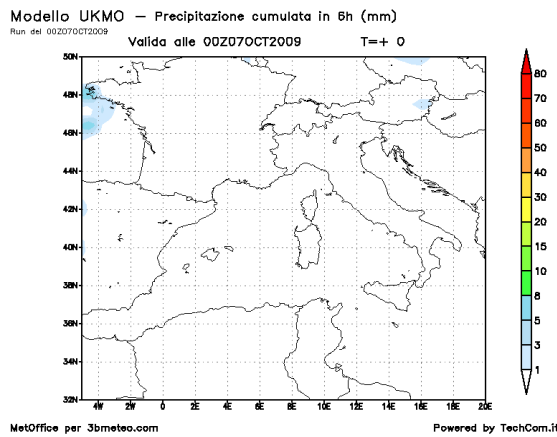 Modello UKMO – Precipitazione cumulata in 6h (mm)
Run del 00Z07OCT2009
Valida alle 00Z07OCT2009 T=+ 0
50N
48N
46N
44N
42N
40N
38N
36N
34N
32N
4W 2W 0 2E 4E 6E 8E 10E 12E 14E 16E 18E 20E
80
70
60
50
40
30
20
15
10
8
5
3
1
MetOffice per 3bmeteo.com
Powered by TechCom.it